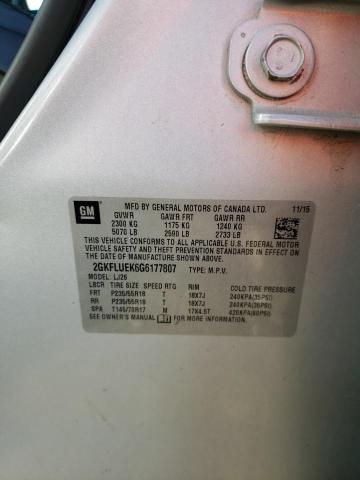 GM
MFD BY GENERAL MOTORS OF CANADA LTD. 11/15
GVWR GAWR FRT GAWR RR
2300 KG 1175 KG 1240 KG
5070 LB 2590 LB 2733 LB
THIS VEHICLE CONFORMS TO ALL APPLICABLE U.S. FEDERAL MOTOR
VEHICLE SAFETY STANDARDS IN EFFECT ON THE DATE OF
MANUFACTURE SHOWN ABOVE.
2GKFLUEK6G6177807 TYPE: M.P.V.
MODEL: LJ26
LBCR TIRE SIZE SPEED RTG RIM COLD TIRE PRESSURE
FRT P235/55R18 T 18X7J 240KPA(35PSI)
RR P235/55R18 T 18X7J 240KPA(35PSI)
SPA T145/70R17 M 17X4.5T 420KPA(60PSI)
SEE OWNER'S MANUAL FOR MORE INFORMATION.